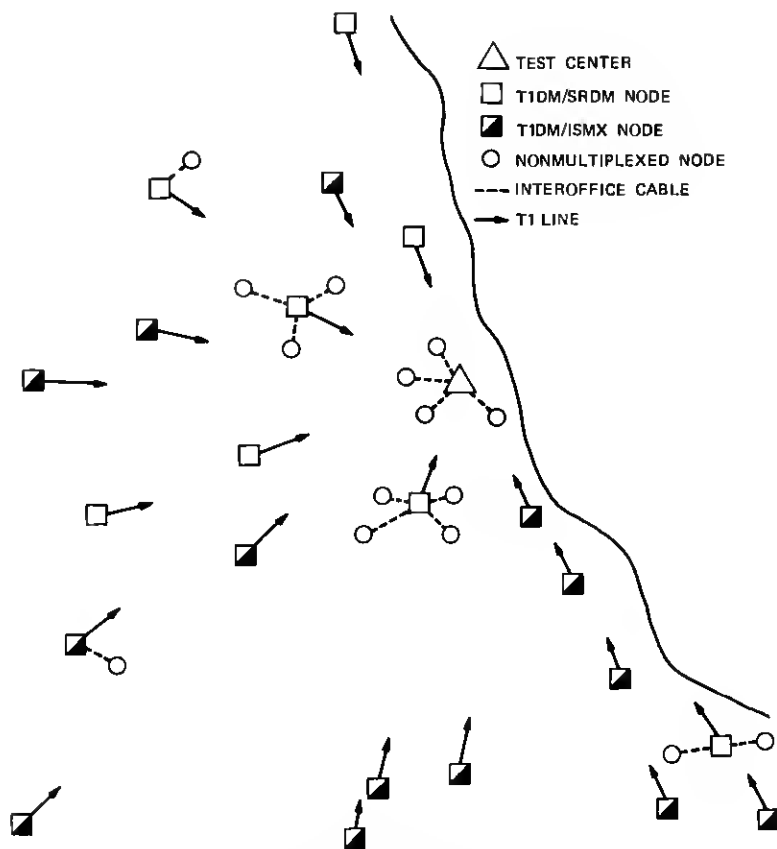 TEST CENTER
T1DM/SRDM NODE
T1DM/ISMX NODE
NONMULTIPLEXED NODE
INTEROFFICE CABLE
T1 LINE